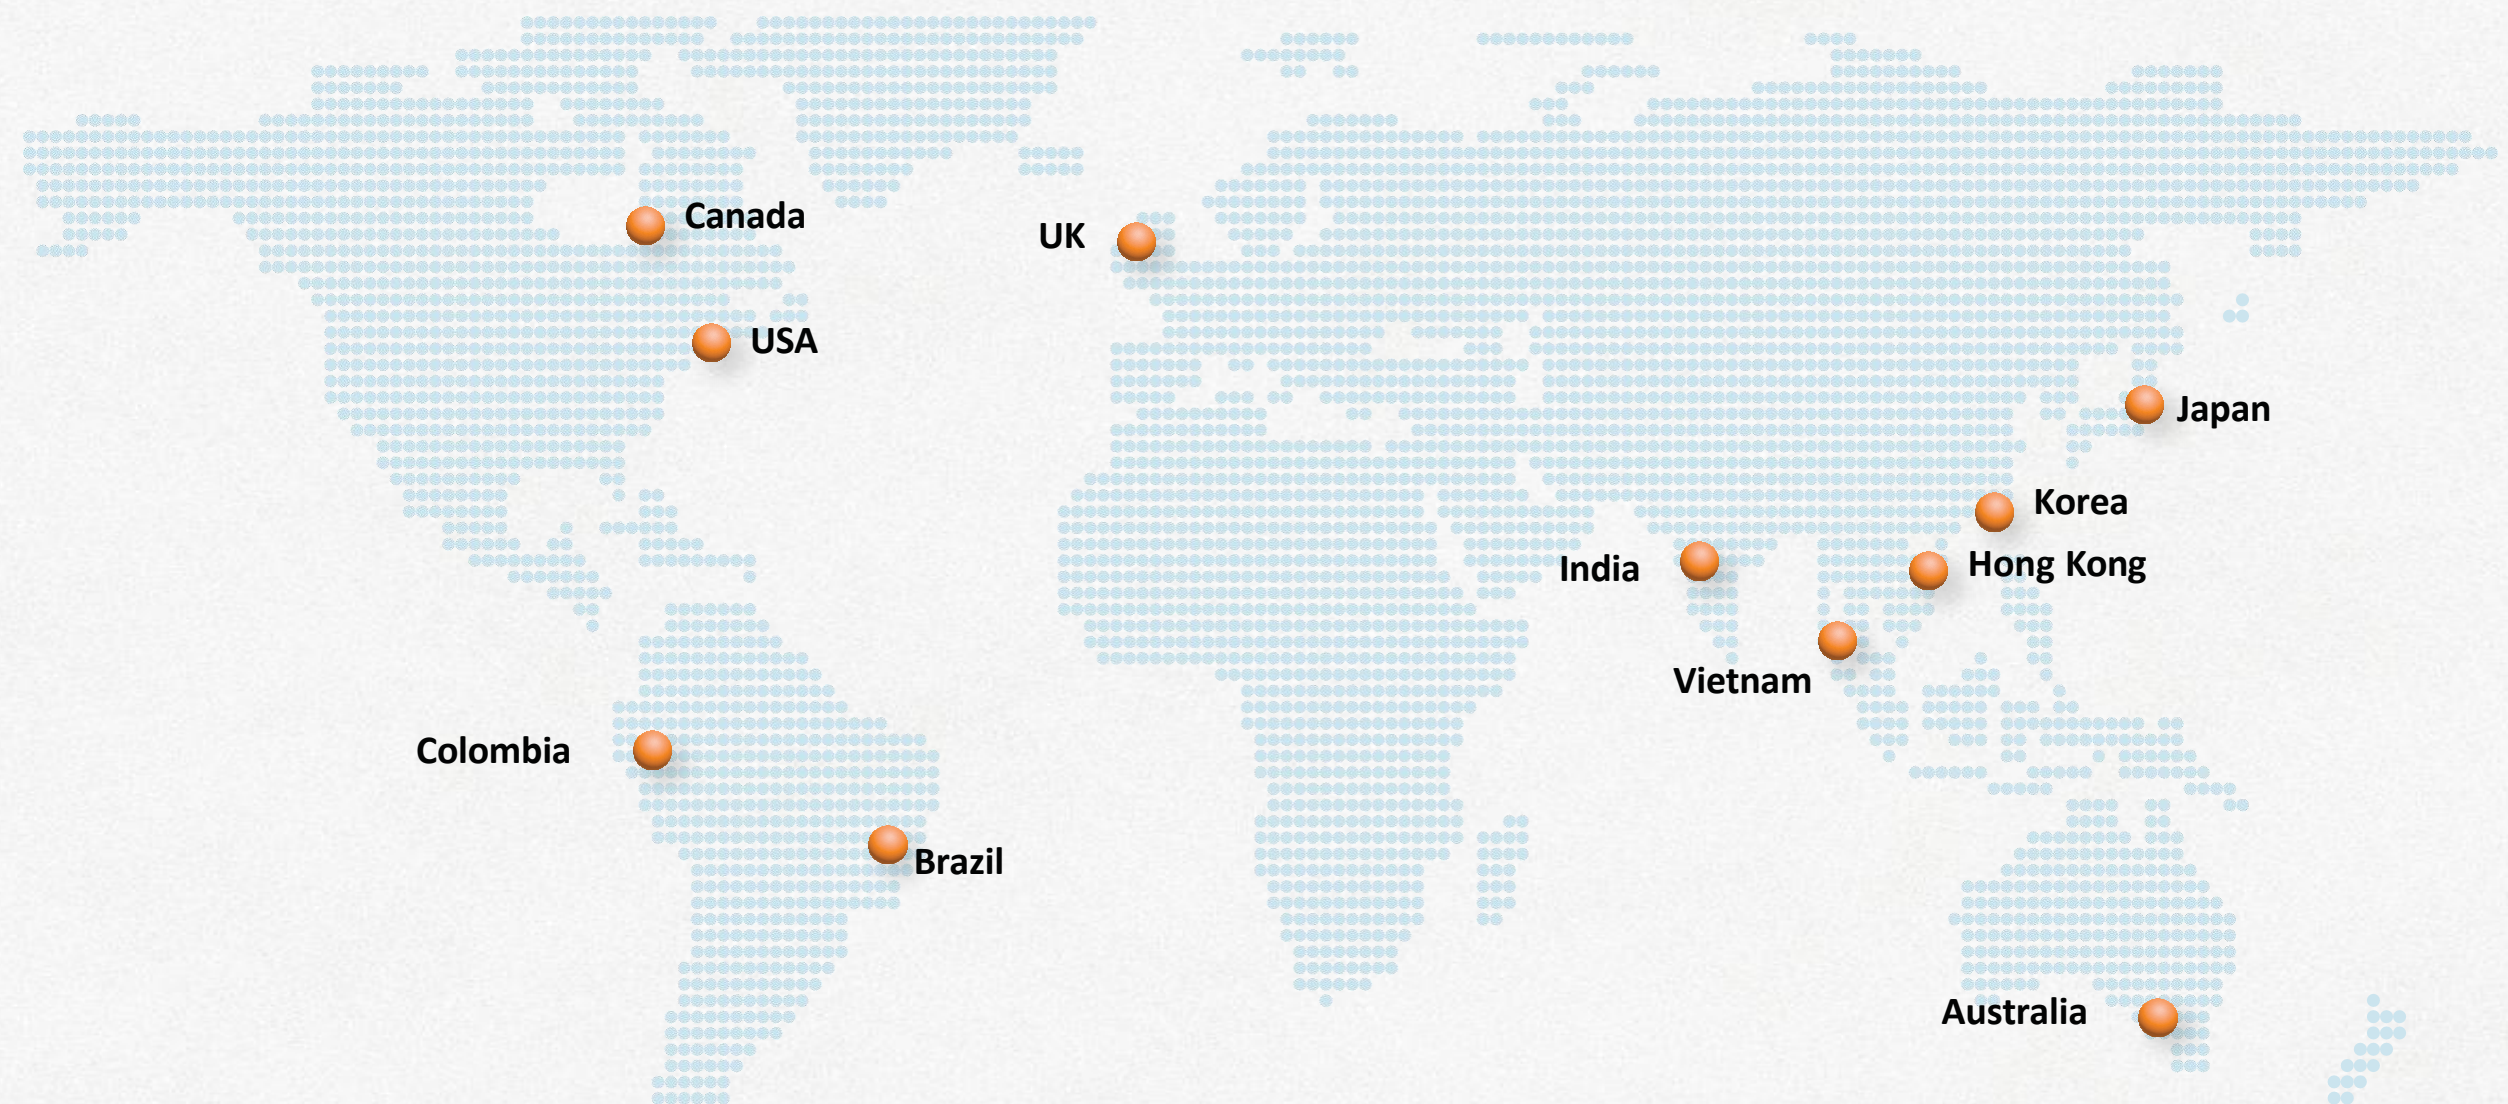 Canada
UK
USA
Japan
Korea
Hong Kong
India
Vietnam
Colombia
Brazil
Australia